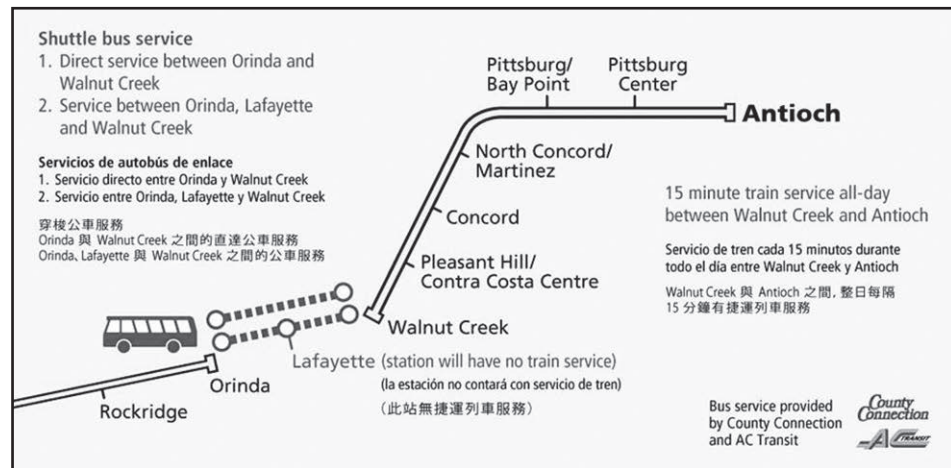 Shuttle bus service
1. Direct service between Orinda and
Walnut Creek
2. Service between Orinda, Lafayette
and Walnut Creek
Servicios de autobús de enlace
1. Servicio directo entre Orinda y Walnut Creek
2. Servicio entre Orinda, Lafayette y Walnut Creek
穿梭公車服務
Orinda 與 Walnut Creek 之間的直達公車服務
Orinda、Lafayette 與 Walnut Creek 之間的公車服務
Pittsburg/
Bay Point
Pittsburg
Center
Antioch
North Concord/
Martinez
Concord
Pleasant Hill/
Contra Costa Centre
Walnut Creek
15 minute train service all-day
between Walnut Creek and Antioch
Servicio de tren cada 15 minutos durante
todo el día entre Walnut Creek y Antioch
Walnut Creek 與 Antioch 之間，整日每隔
15 分鐘有捷運列車服務
Lafayette (station will have no train service)
(la estación no contará con servicio de tren)
(此站無捷運列車服務)
Orinda
Rockridge
Bus service provided
by County Connection
and AC Transit
County
Connection
AC TRANSIT